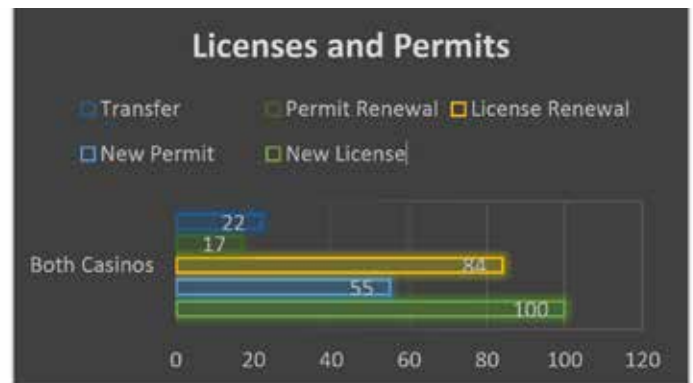 Licenses and Permits
Transfer Permit Renewal License Renewal
New Permit New License
22
17
Both Casinos 84
55
100
0 20 40 60 80 100 120